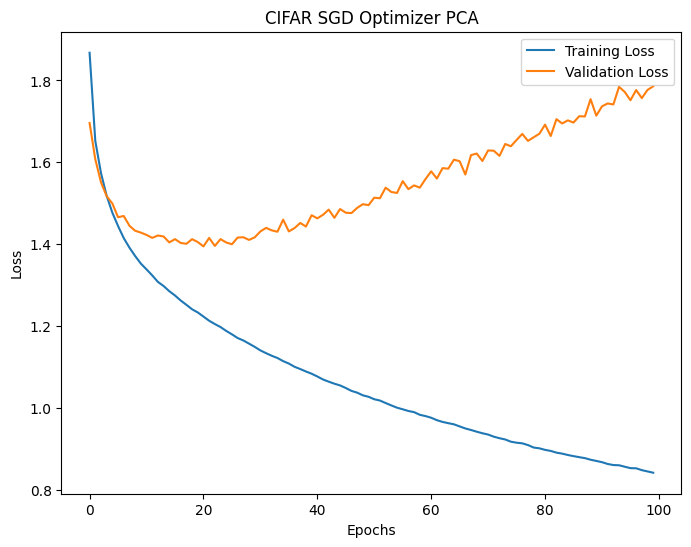 CIFAR SGD Optimizer PCA
Training Loss
Validation Loss
1.8
1.6
1.4
1.2
1.0
0.8
Loss
0 20 40 60 80 100
Epochs